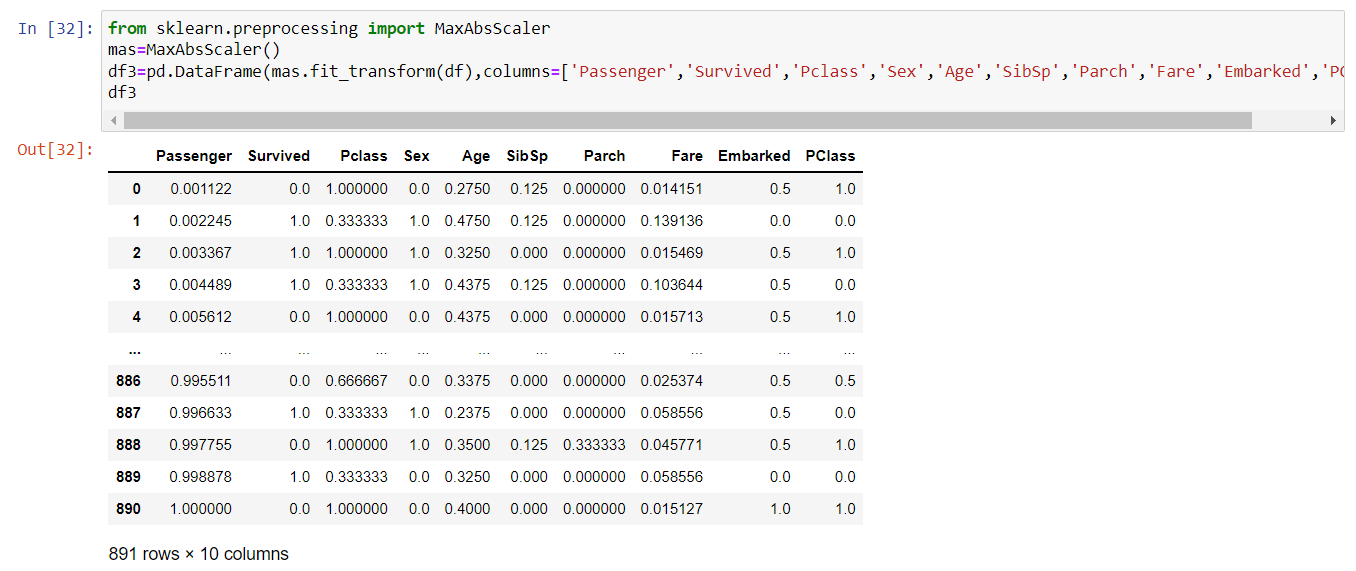 In [32]: from sklearn.preprocessing import MaxAbsScaler
mas=MaxAbsScaler()
df3=pd.DataFrame(mas.fit_transform(df),columns=['Passenger','Survived','Pclass','Sex','Age','SibSp','Parch','Fare','Embarked','PC
df3
Out[32]:
Passenger Survived Pclass Sex Age SibSp Parch Fare Embarked PClass
0 0.001122 0.0 1.000000 0.0 0.2750 0.125 0.000000 0.014151 0.5 1.0
1 0.002245 1.0 0.333333 1.0 0.4750 0.125 0.000000 0.139136 0.0 0.0
2 0.003367 1.0 1.000000 1.0 0.3250 0.000 0.000000 0.015469 0.5 1.0
3 0.004489 1.0 0.333333 1.0 0.4375 0.125 0.000000 0.103644 0.5 0.0
4 0.005612 0.0 1.000000 0.0 0.4375 0.000 0.000000 0.015713 0.5 1.0
... ... ... ... ... ... ... ... ... ... ...
886 0.995511 0.0 0.666667 0.0 0.3375 0.000 0.000000 0.025374 0.5 0.5
887 0.996633 1.0 0.333333 1.0 0.2375 0.000 0.000000 0.058556 0.5 0.0
888 0.997755 0.0 1.000000 1.0 0.3500 0.125 0.333333 0.045771 0.5 1.0
889 0.998878 1.0 0.333333 0.0 0.3250 0.000 0.000000 0.058556 0.0 0.0
890 1.000000 0.0 1.000000 0.0 0.4000 0.000 0.000000 0.015127 1.0 1.0
891 rows × 10 columns